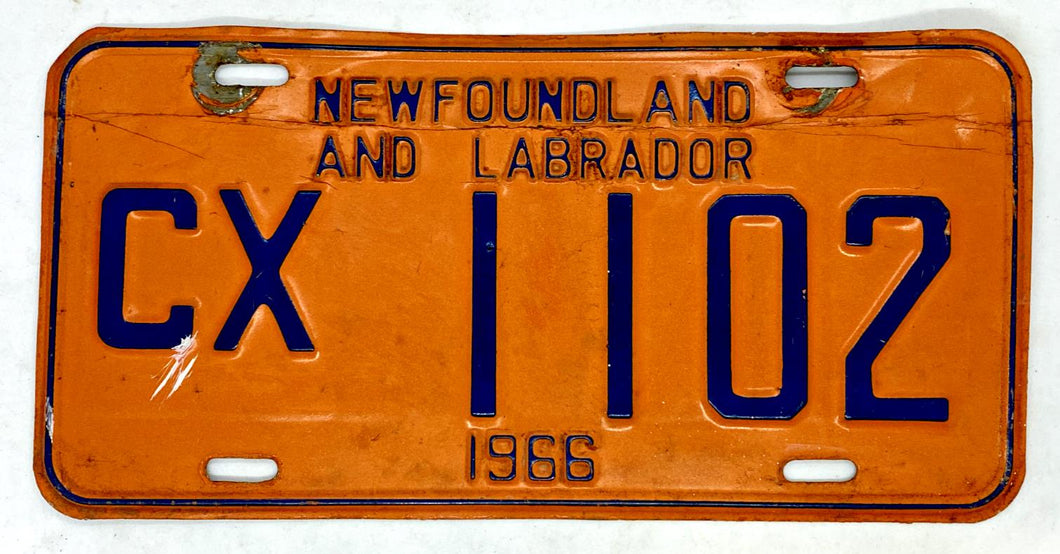 NEWFOUNDLAND
AND LABRADOR
CX 1102
1966